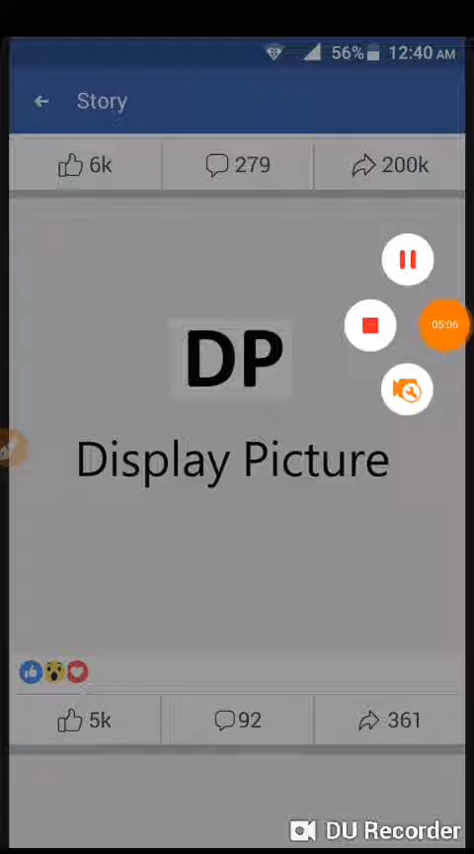 56% 12:40 AM
Story
6k 279 200k
05:06
DP
Display Picture
5k 92 361
DU Recorder